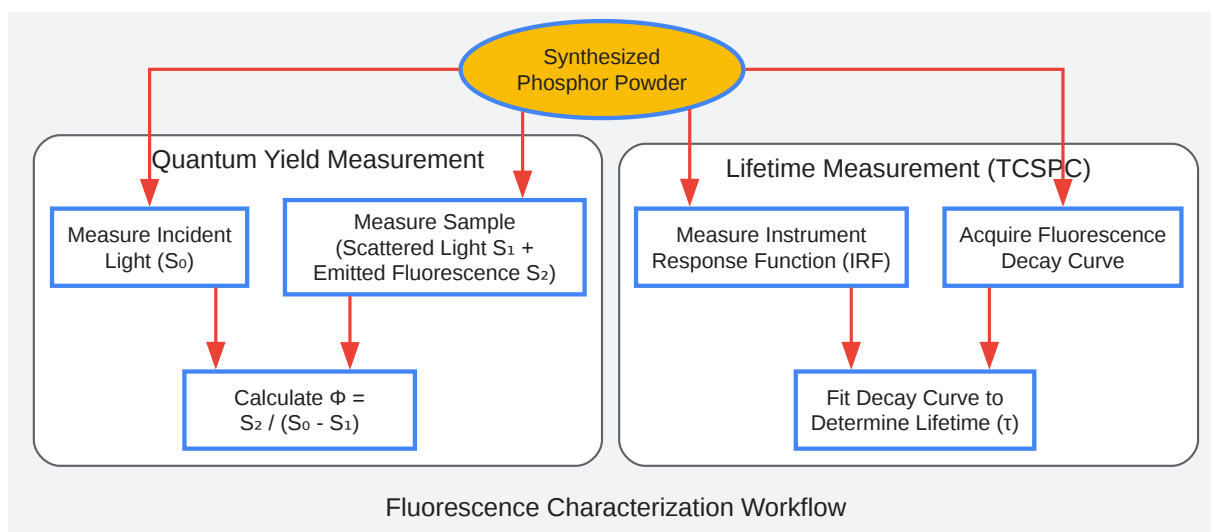 Synthesized
Phosphor Powder
Quantum Yield Measurement
Measure Incident
Light (S₀)
Measure Sample
(Scattered Light S₁ +
Emitted Fluorescence S₂)
Calculate Φ =
S₂ / (S₀ - S₁)
Lifetime Measurement (TCSPC)
Measure Instrument
Response Function (IRF)
Acquire Fluorescence
Decay Curve
Fit Decay Curve to
Determine Lifetime (τ)
Fluorescence Characterization Workflow